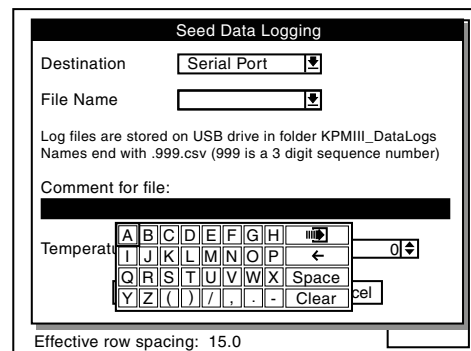 Seed Data Logging
Destination Serial Port
File Name
Log files are stored on USB drive in folder KPMIII_DataLogs
Names end with .999.csv (999 is a 3 digit sequence number)
Comment for file:
A B C D E F G H
I J K L M N O P ←
Temperatu 0
Q R S T U V W X Space
Y Z ( ) / , . - Clear
cel
Effective row spacing: 15.0